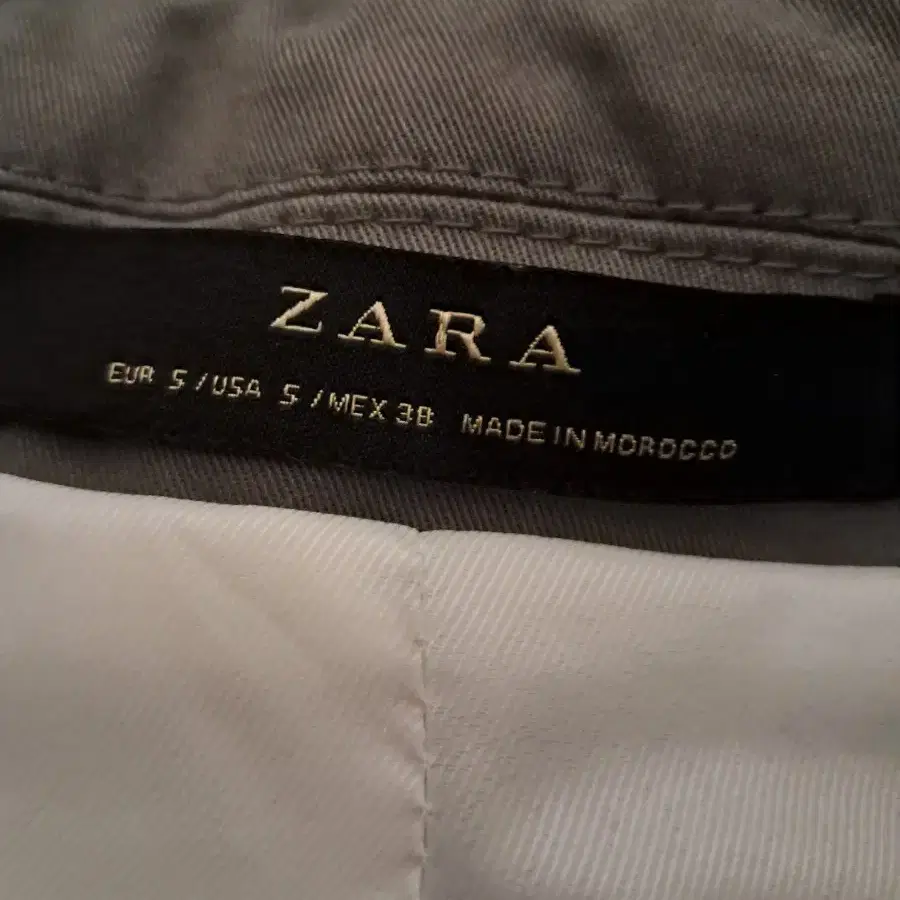 ZARA
EUR S / USA S / MEX 38 MADE IN MOROCCO